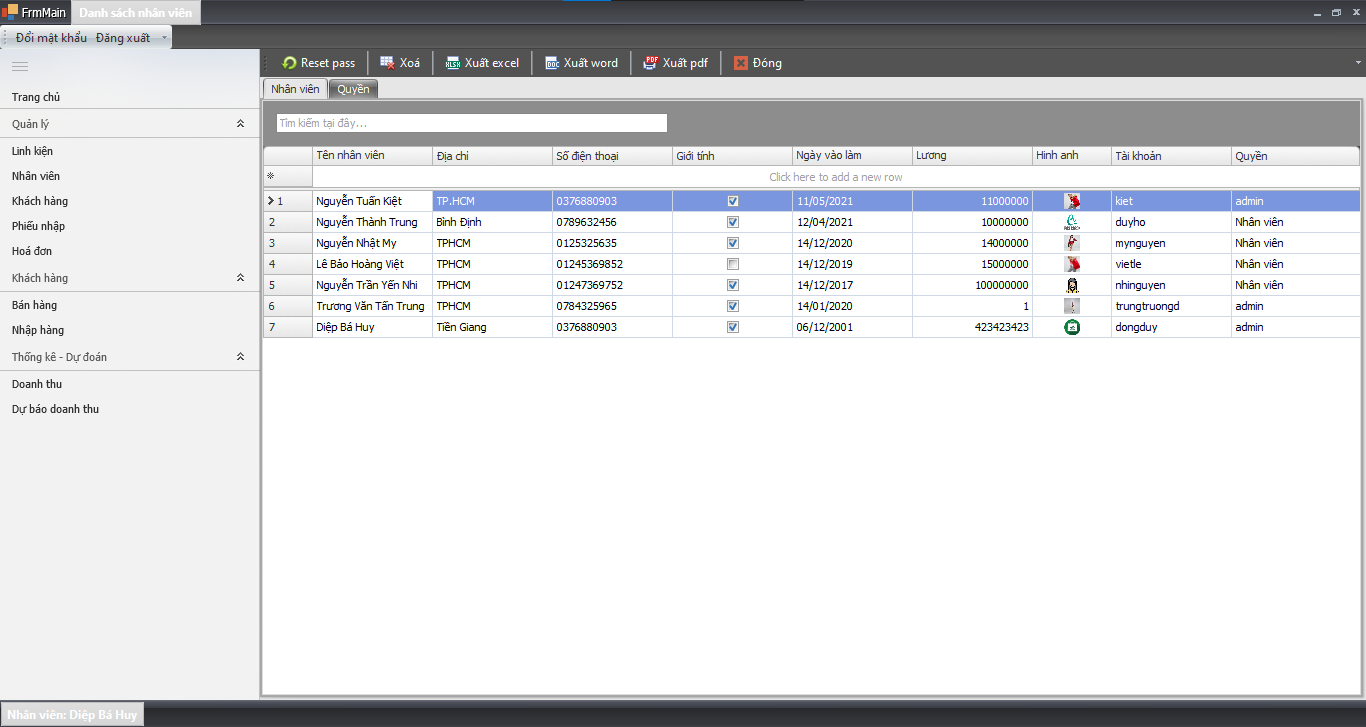 FrmMain Danh sách nhân viên
Đổi mật khẩu Đăng xuất
Reset pass Xoá Xuất excel Xuất word Xuất pdf Đóng
Trang chủ
Quản lý
Linh kiện
Nhân viên
Khách hàng
Phiếu nhập
Hoá đơn
Khách hàng
Bán hàng
Nhập hàng
Thống kê - Dự đoán
Doanh thu
Dự báo doanh thu
Nhân viên Quyền
Tìm kiếm tại đây...
Tên nhân viên Địa chỉ Số điện thoại Giới tính Ngày vào làm Lương Hình anh Tài khoản Quyền
Click here to add a new row
1 Nguyễn Tuấn Kiệt TP.HCM 0376880903 11/05/2021 11000000 kiet admin
2 Nguyễn Thành Trung Bình Định 0789632456 12/04/2021 10000000 duyho Nhân viên
3 Nguyễn Nhật My TPHCM 0125325635 14/12/2020 14000000 mynguyen Nhân viên
4 Lê Bảo Hoàng Việt TPHCM 01245369852 14/12/2019 15000000 vietle Nhân viên
5 Nguyễn Trần Yến Nhi TPHCM 01247369752 14/12/2017 100000000 nhinguyen Nhân viên
6 Trương Văn Tấn Trung TPHCM 0784325965 14/01/2020 1 trungtruongd admin
7 Diệp Bá Huy Tiền Giang 0376880903 06/12/2001 423423423 dongduy admin
Nhân viên: Diệp Bá Huy